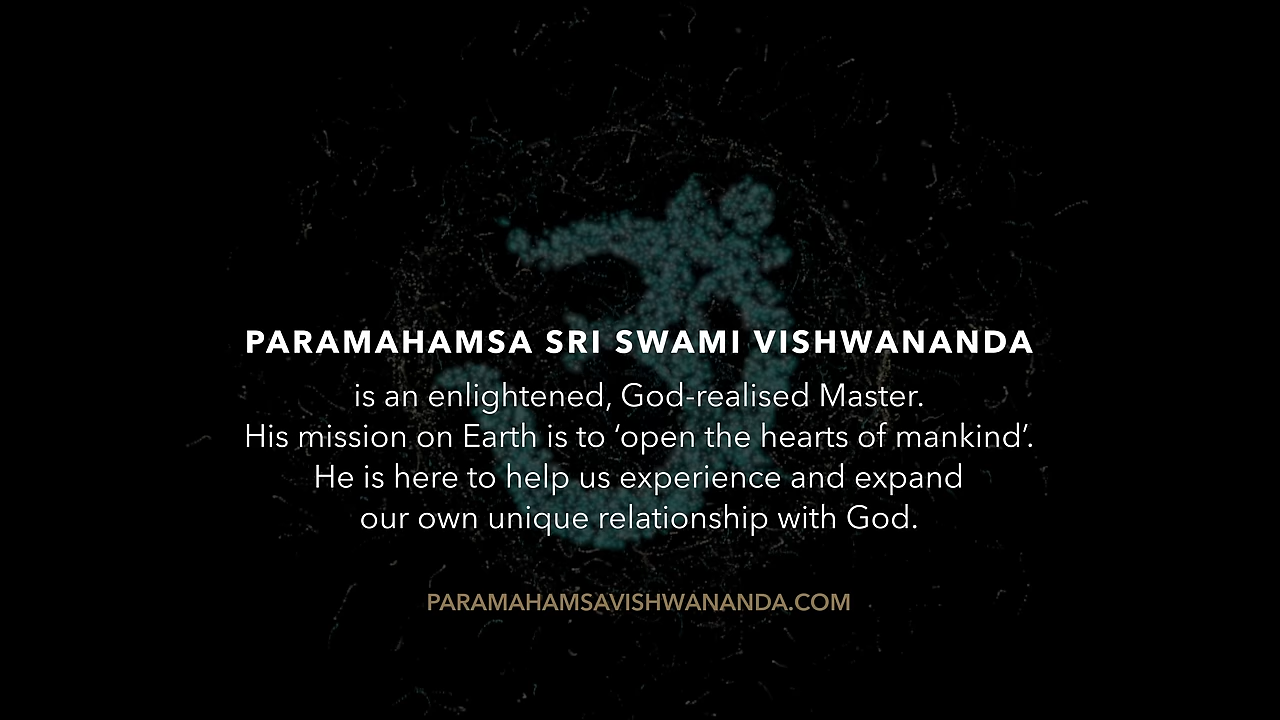 PARAMAHAMSA SRI SWAMI VISHWANANDA
is an enlightened, God-realised Master.
His mission on Earth is to ‘open the hearts of mankind’.
He is here to help us experience and expand
our own unique relationship with God.
PARAMAHAMSAVISHWANANDA.COM